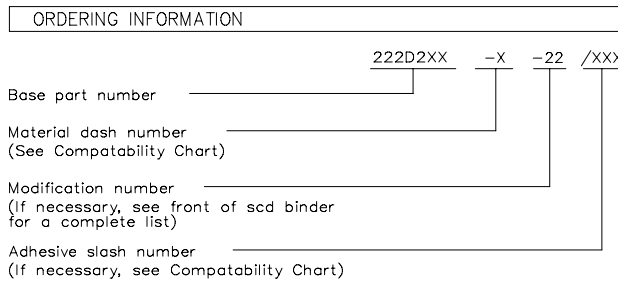 ORDERING INFORMATION
222D2XX -X -22 /XXX
Base part number
Material dash number
(See Compatability Chart)
Modification number
(If necessary, see front of scd binder
for a complete list)
Adhesive slash number
(If necessary, see Compatability Chart)